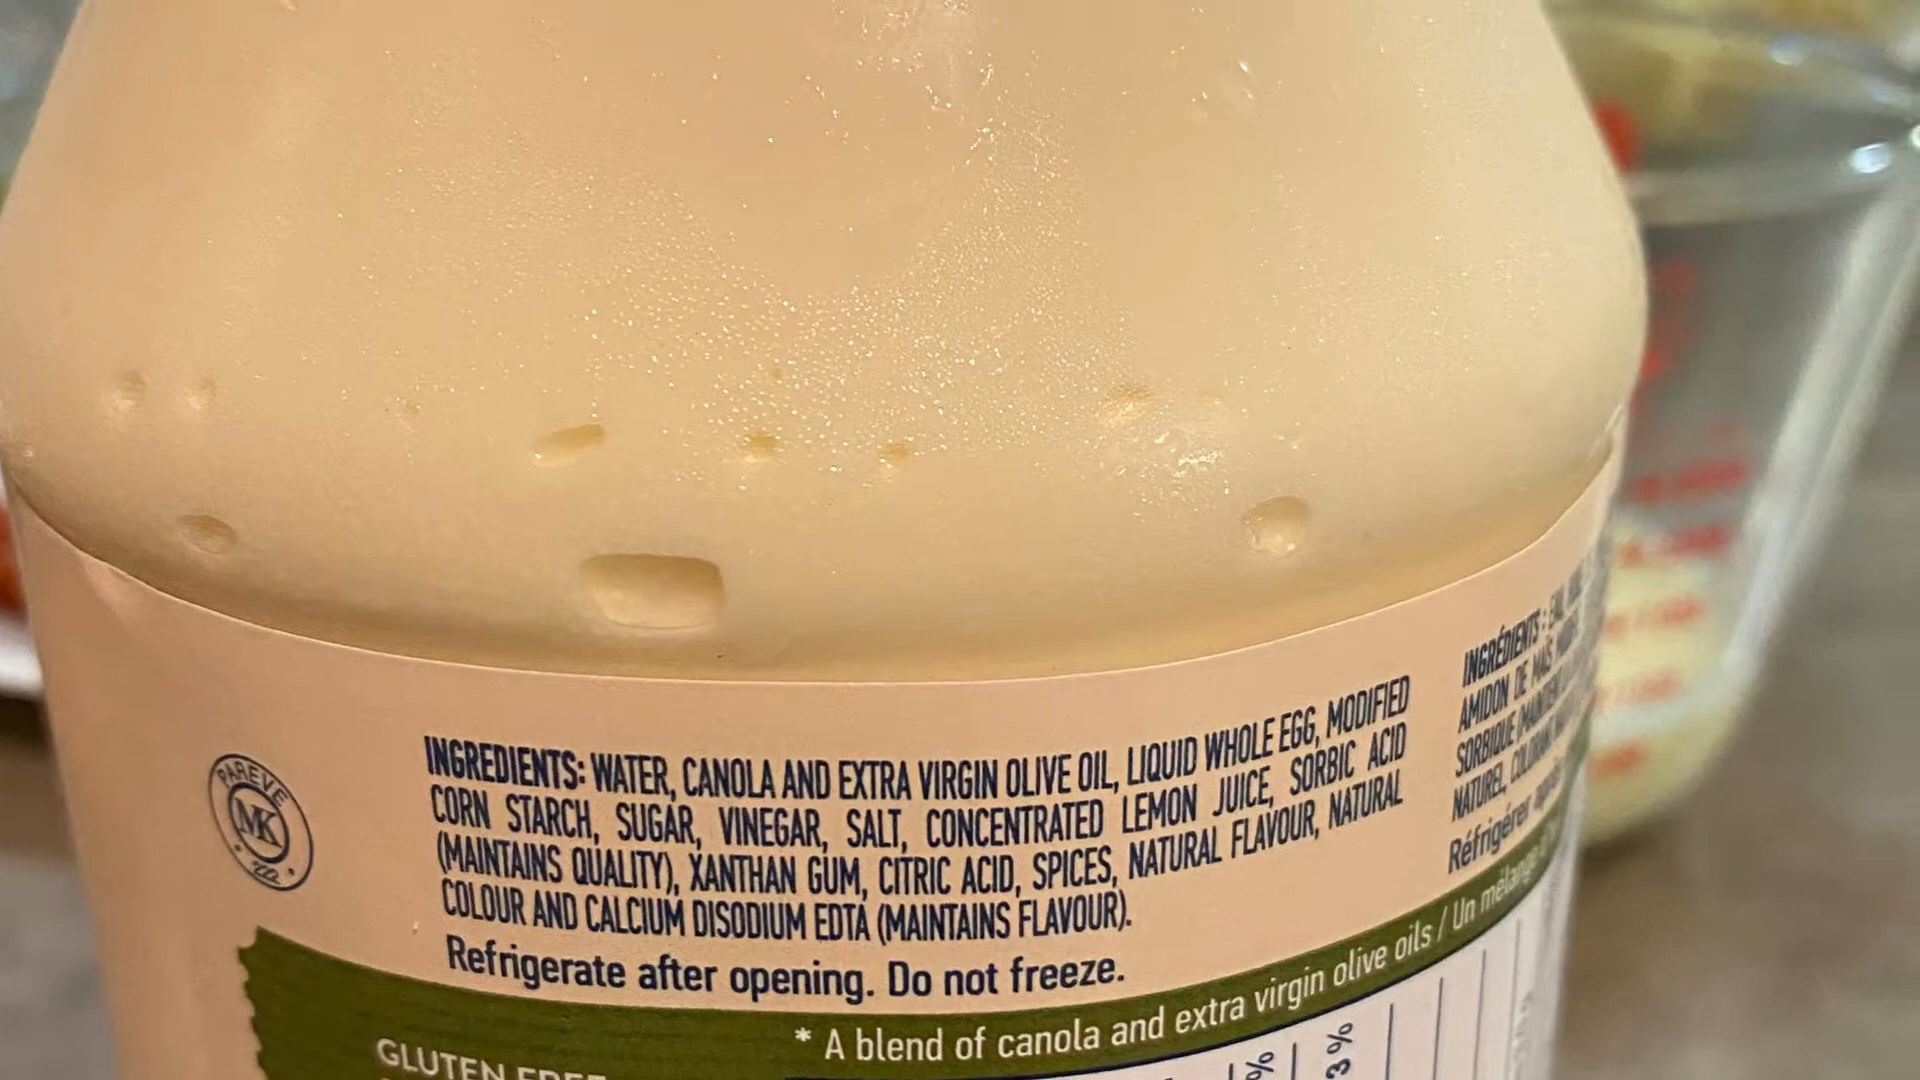 INGREDIENTS: WATER, CANOLA AND EXTRA VIRGIN OLIVE OIL, LIQUID WHOLE EGG, MODIFIED
CORN STARCH, SUGAR, VINEGAR, SALT, CONCENTRATED LEMON JUICE, SORBIC ACID
(MAINTAINS QUALITY), XANTHAN GUM, CITRIC ACID, SPICES, NATURAL FLAVOUR, NATURAL
COLOUR AND CALCIUM DISODIUM EDTA (MAINTAINS FLAVOUR).
Refrigerate after opening. Do not freeze.
PAREVE
MK
INGRÉDIENTS :
AMIDON DE MAÏS
SORBIQUE
NATUREL,
Réfrigérer
* A blend of canola and extra virgin olive oils / Un mélange
GLUTEN FREE
%
3 %